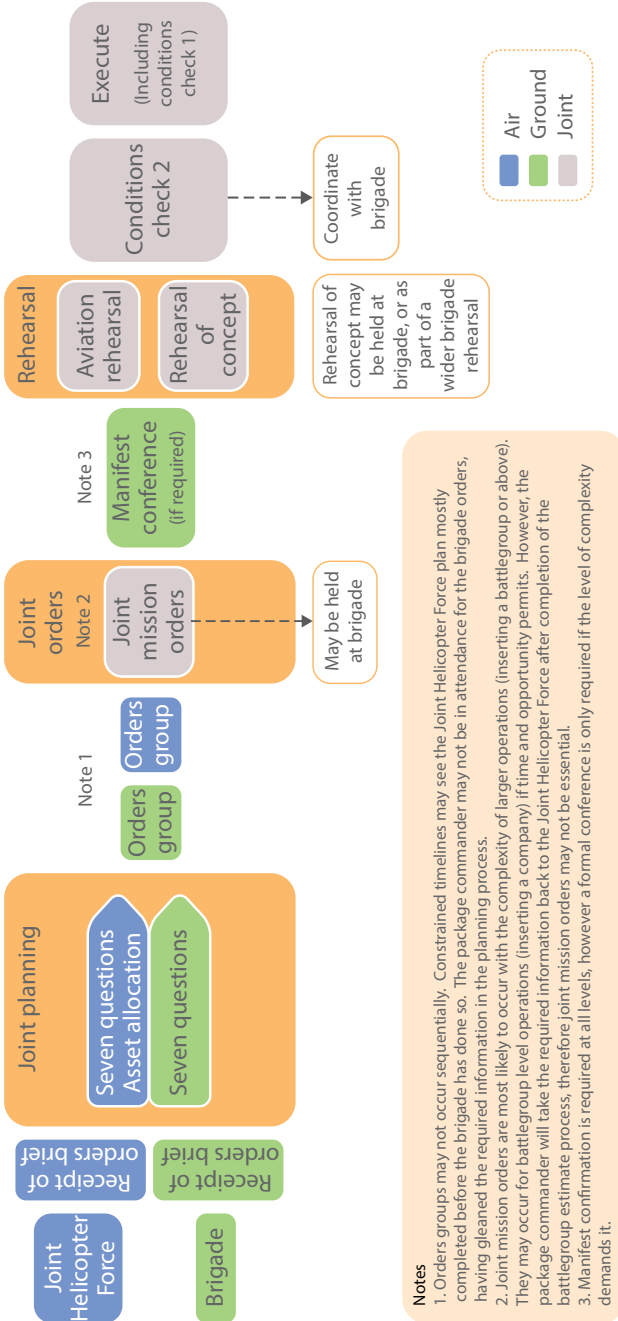 Joint
Helicopter
Force
Brigade
Receipt of
orders brief
Receipt of
orders brief
Joint planning
Seven questions
Asset allocation
Seven questions
Note 1
Orders
group
Orders
group
Joint
orders
Note 2
Joint
mission
orders
May be held
at brigade
Note 3
Manifest
conference
(if required)
Rehearsal
Aviation
rehearsal
Rehearsal
of
concept
Rehearsal of
concept may
be held at
brigade, or as
part of a
wider brigade
rehearsal
Conditions
check 2
Coordinate
with
brigade
Execute
(Including
conditions
check 1)
Air
Ground
Joint
Notes
1. Orders groups may not occur sequentially. Constrained timelines may see the Joint Helicopter Force plan mostly
completed before the brigade has done so. The package commander may not be in attendance for the brigade orders,
having gleaned the required information in the planning process.
2. Joint mission orders are most likely to occur with the complexity of larger operations (inserting a battlegroup or above).
They may occur for battlegroup level operations (inserting a company) if time and opportunity permits. However, the
package commander will take the required information back to the Joint Helicopter Force after completion of the
battlegroup estimate process, therefore joint mission orders may not be essential.
3. Manifest confirmation is required at all levels, however a formal conference is only required if the level of complexity
demands it.